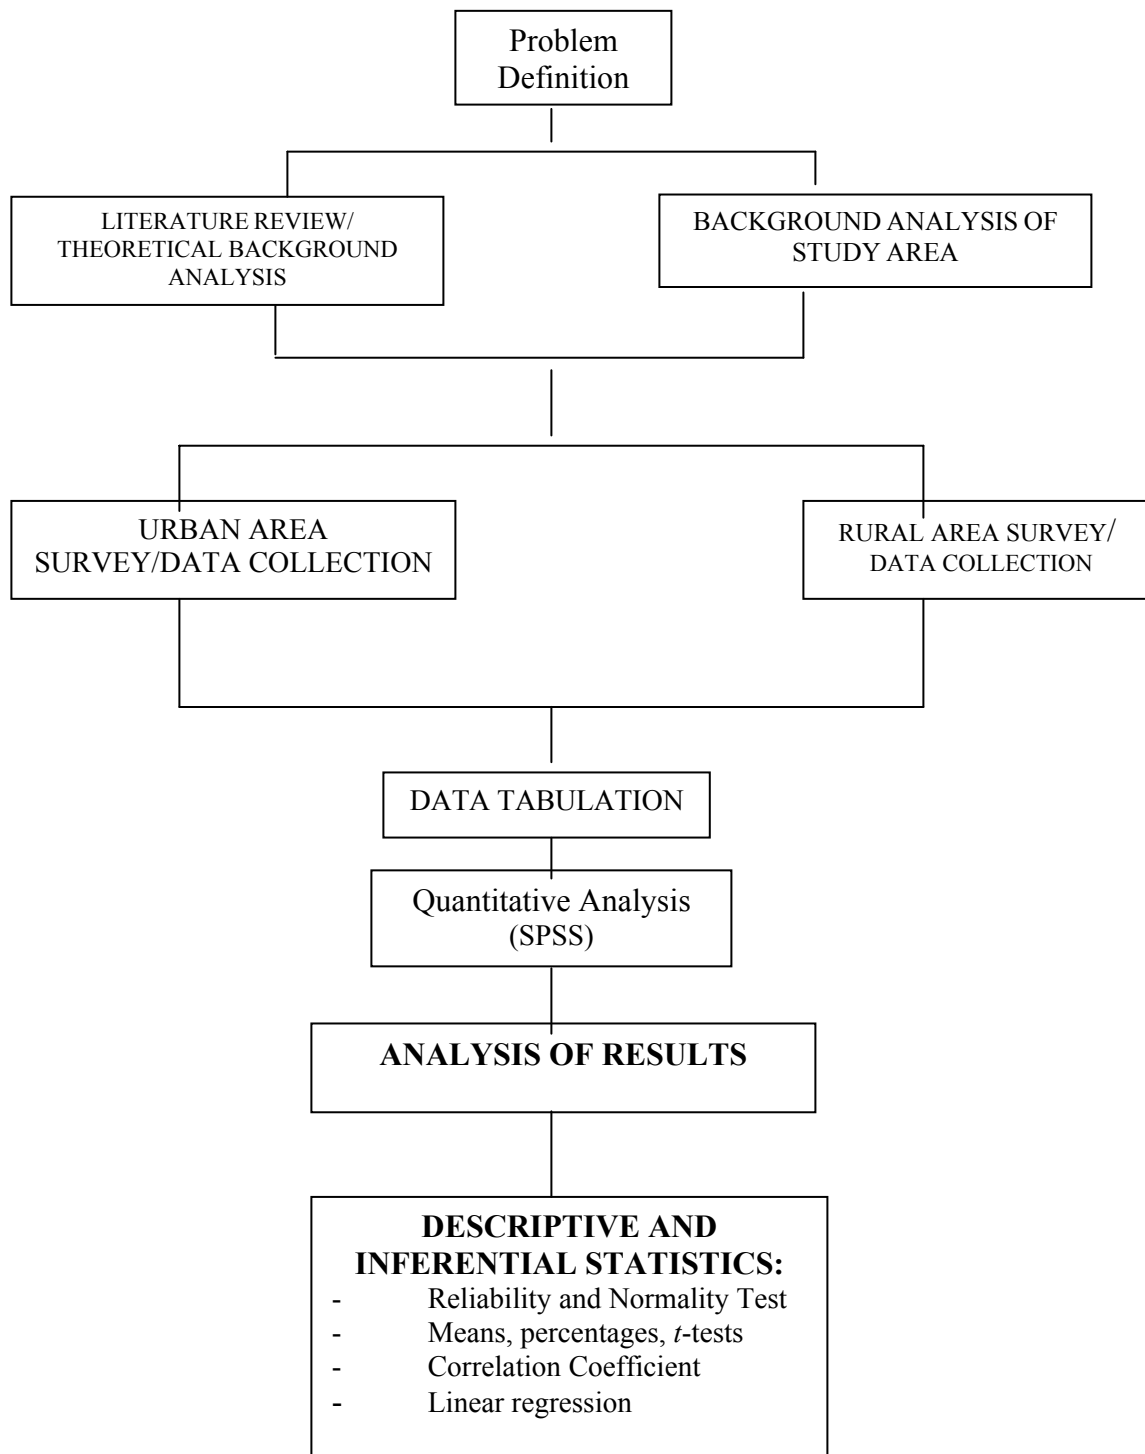 Problem
Definition
LITERATURE REVIEW/
THEORETICAL BACKGROUND
ANALYSIS
BACKGROUND ANALYSIS OF
STUDY AREA
URBAN AREA
SURVEY/DATA COLLECTION
RURAL AREA SURVEY/
DATA COLLECTION
DATA TABULATION
Quantitative Analysis
(SPSS)
ANALYSIS OF RESULTS
DESCRIPTIVE AND
INFERENTIAL STATISTICS:
- Reliability and Normality Test
- Means, percentages, t-tests
- Correlation Coefficient
- Linear regression